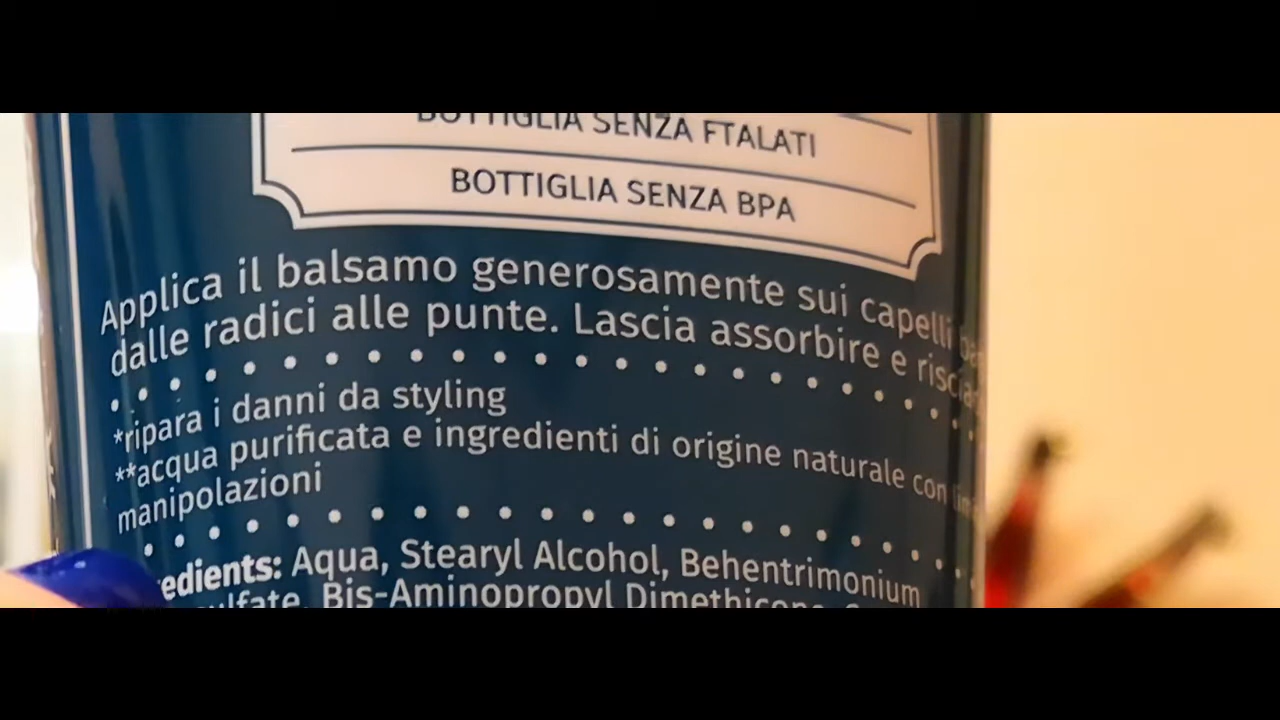 BOTTIGLIA SENZA FTALATI
BOTTIGLIA SENZA BPA
Applica il balsamo generosamente sui capelli
dalle radici alle punte. Lascia assorbire e
*ripara i danni da styling
**acqua purificata e ingredienti di origine naturale con
manipolazioni
edients: Aqua, Stearyl Alcohol, Behentrimonium
Bis-Aminopropyl Dimethicone